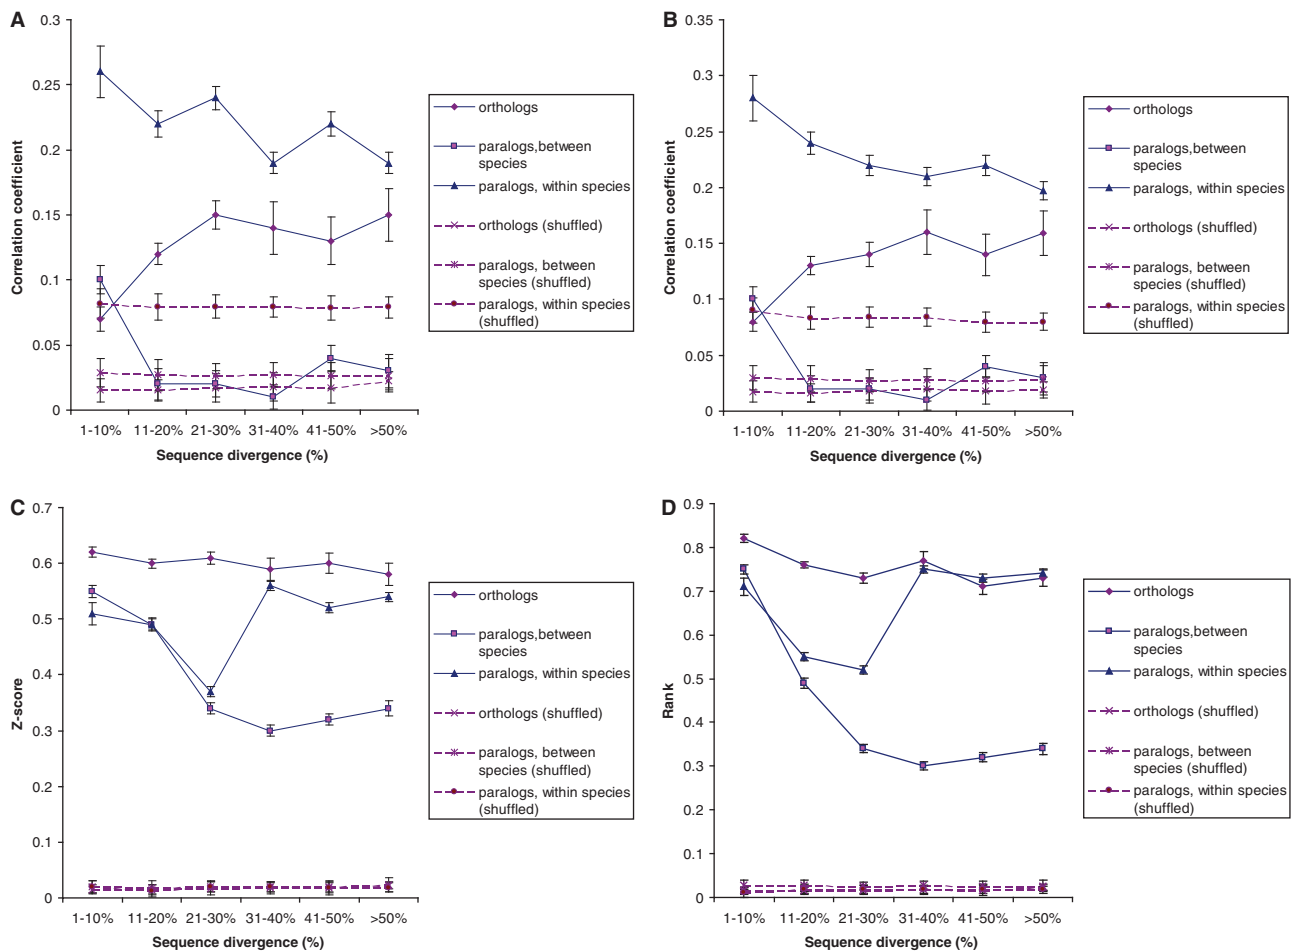 A
0.3
0.25
0.2
0.15
0.1
0.05
0
Correlation coefficient
1-10% 11-20% 21-30% 31-40% 41-50% >50%
Sequence divergence (%)
orthologs
paralogs,between
species
paralogs, within species
orthologs (shuffled)
paralogs, between
species (shuffled)
paralogs, within species
(shuffled)
B
0.35
0.3
0.25
0.2
0.15
0.1
0.05
0
Correlation coefficient
1-10% 11-20% 21-30% 31-40% 41-50% >50%
Sequence divergence (%)
orthologs
paralogs,between
species
paralogs, within species
orthologs (shuffled)
paralogs, between
species (shuffled)
paralogs, within species
(shuffled)
C
0.7
0.6
0.5
0.4
0.3
0.2
0.1
0
Z-score
1-10% 11-20% 21-30% 31-40% 41-50% >50%
Sequence divergence (%)
orthologs
paralogs,between
species
paralogs, within species
orthologs (shuffled)
paralogs, between
species (shuffled)
paralogs, within species
(shuffled)
D
0.9
0.8
0.7
0.6
0.5
0.4
0.3
0.2
0.1
0
Rank
1-10% 11-20% 21-30% 31-40% 41-50% >50%
Sequence divergence (%)
orthologs
paralogs,between
species
paralogs, within species
orthologs (shuffled)
paralogs, between
species (shuffled)
paralogs, within species
(shuffled)